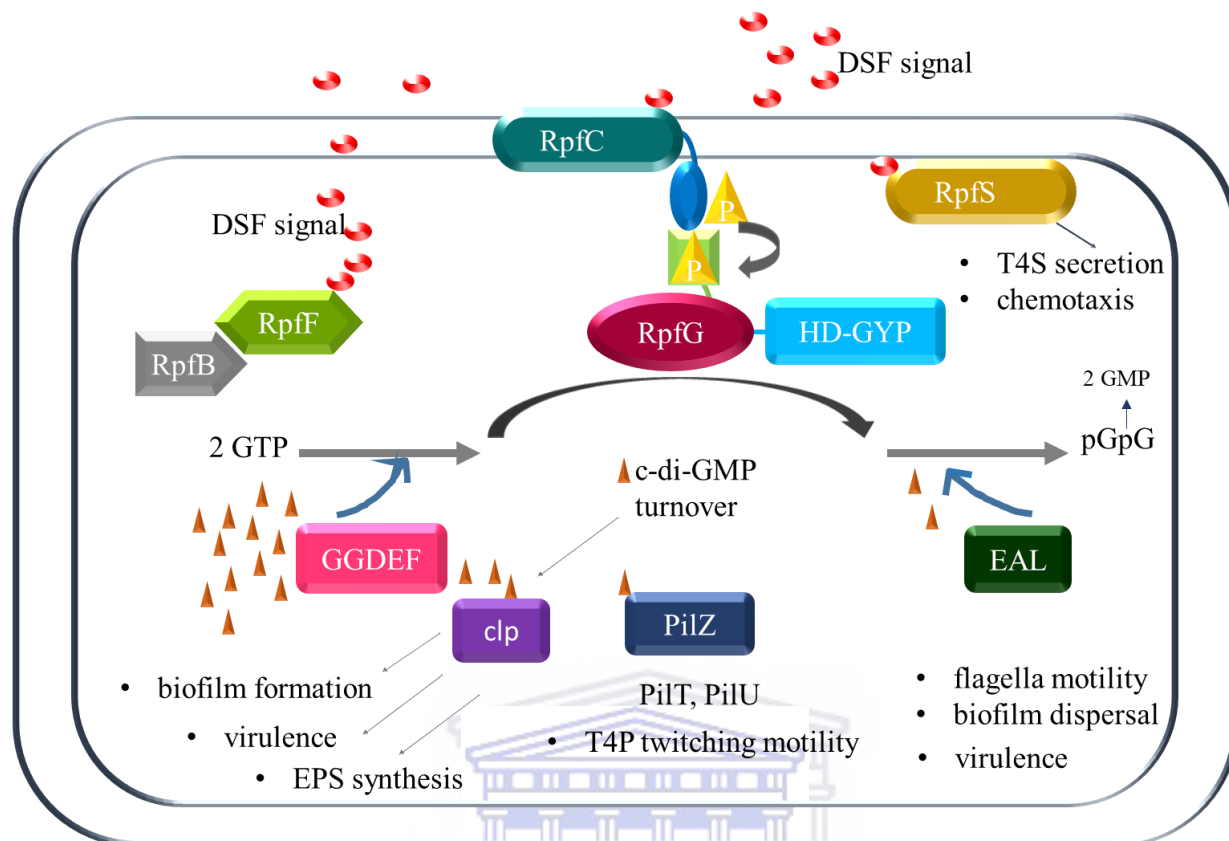 DSF signal
RpfC
RpfS
DSF signal
P
P
• T4S secretion
• chemotaxis
RpfF
RpfB
RpfG
HD-GYP
2 GMP
pGpG
2 GTP
c-di-GMP
turnover
GGDEF
EAL
clp
PilZ
• biofilm formation
• virulence
• EPS synthesis
PilT, PilU
• T4P twitching motility
• flagella motility
• biofilm dispersal
• virulence